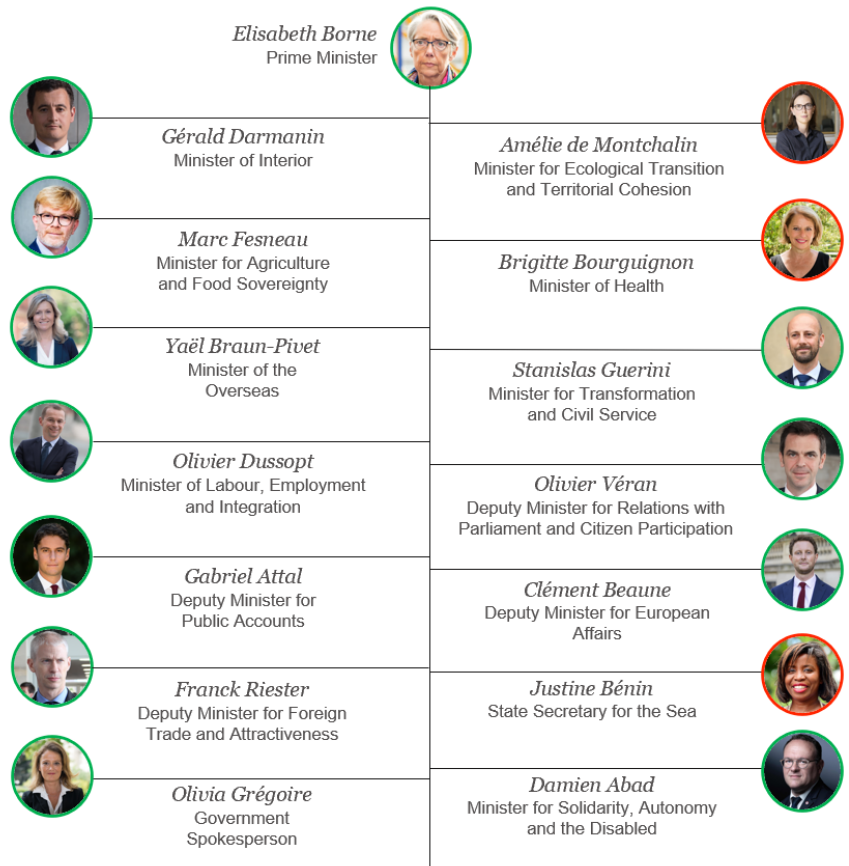 Elisabeth Borne
Prime Minister
Gérald Darmanin
Minister of Interior
Amélie de Montchalin
Minister for Ecological Transition
and Territorial Cohesion
Marc Fesneau
Minister for Agriculture
and Food Sovereignty
Brigitte Bourguignon
Minister of Health
Yaël Braun-Pivet
Minister of the
Overseas
Stanislas Guerini
Minister for Transformation
and Civil Service
Olivier Dussopt
Minister of Labour, Employment
and Integration
Olivier Véran
Deputy Minister for Relations with
Parliament and Citizen Participation
Gabriel Attal
Deputy Minister for
Public Accounts
Clément Beaune
Deputy Minister for European
Affairs
Franck Riester
Deputy Minister for Foreign
Trade and Attractiveness
Justine Bénin
State Secretary for the Sea
Olivia Grégoire
Government
Spokesperson
Damien Abad
Minister for Solidarity, Autonomy
and the Disabled